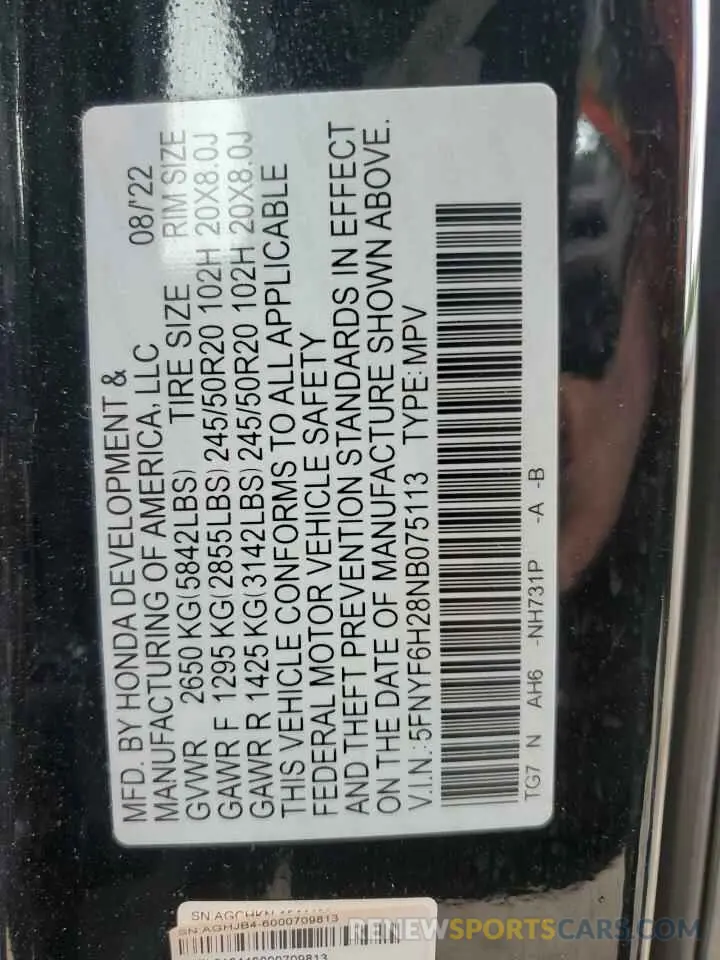 MFD. BY HONDA DEVELOPMENT &
MANUFACTURING OF AMERICA, LLC 08/'22
GVWR 2650 KG(5842LBS) TIRE SIZE RIM SIZE
GAWR F 1295 KG(2855LBS) 245/50R20 102H 20X8.0J
GAWR R 1425 KG(3142LBS) 245/50R20 102H 20X8.0J
THIS VEHICLE CONFORMS TO ALL APPLICABLE
FEDERAL MOTOR VEHICLE SAFETY
AND THEFT PREVENTION STANDARDS IN EFFECT
ON THE DATE OF MANUFACTURE SHOWN ABOVE.
V.I.N.: 5FNYF6H28NB075113 TYPE: MPV
TG7 N AH6 -NH731P -A -B
SN:AGHJB4-6000709813
RENEWSPORTSCARS.COM